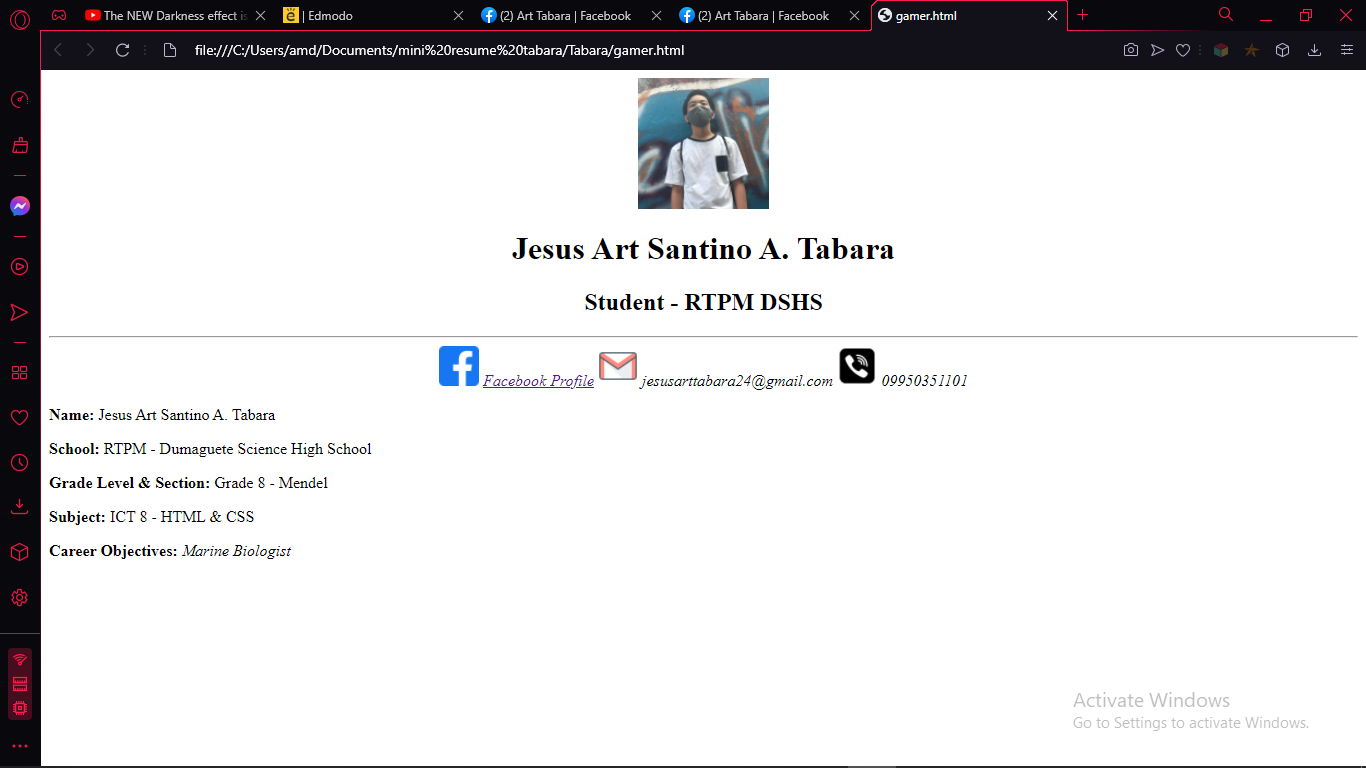 The NEW Darkness effect is
| Edmodo
(2) Art Tabara | Facebook
(2) Art Tabara | Facebook
gamer.html
file:///C:/Users/amd/Documents/mini%20resume%20tabara/Tabara/gamer.html
Jesus Art Santino A. Tabara
Student - RTPM DSHS
Facebook Profile jesusarttabara24@gmail.com 09950351101
Name: Jesus Art Santino A. Tabara
School: RTPM - Dumaguete Science High School
Grade Level & Section: Grade 8 - Mendel
Subject: ICT 8 - HTML & CSS
Career Objectives: Marine Biologist
Activate Windows
Go to Settings to activate Windows.